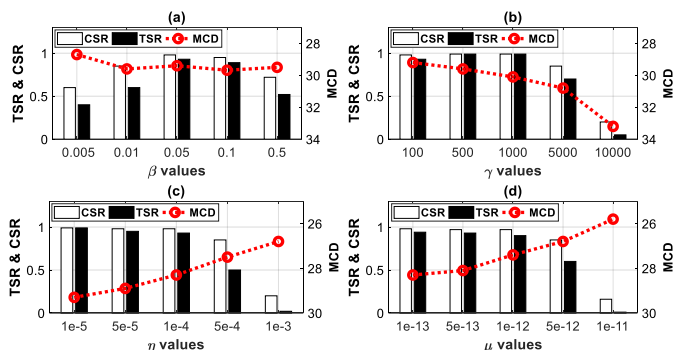 (a)
CSR TSR MCD
TSR & CSR
1
0.5
0
28
30
32
34
MCD
0.005 0.01 0.05 0.1 0.5
β values
(b)
CSR TSR MCD
TSR & CSR
1
0.5
0
28
30
32
34
MCD
100 500 1000 5000 10000
γ values
(c)
CSR TSR MCD
TSR & CSR
1
0.5
0
26
28
30
MCD
1e-5 5e-5 1e-4 5e-4 1e-3
η values
(d)
CSR TSR MCD
TSR & CSR
1
0.5
0
26
28
30
MCD
1e-13 5e-13 1e-12 5e-12 1e-11
μ values